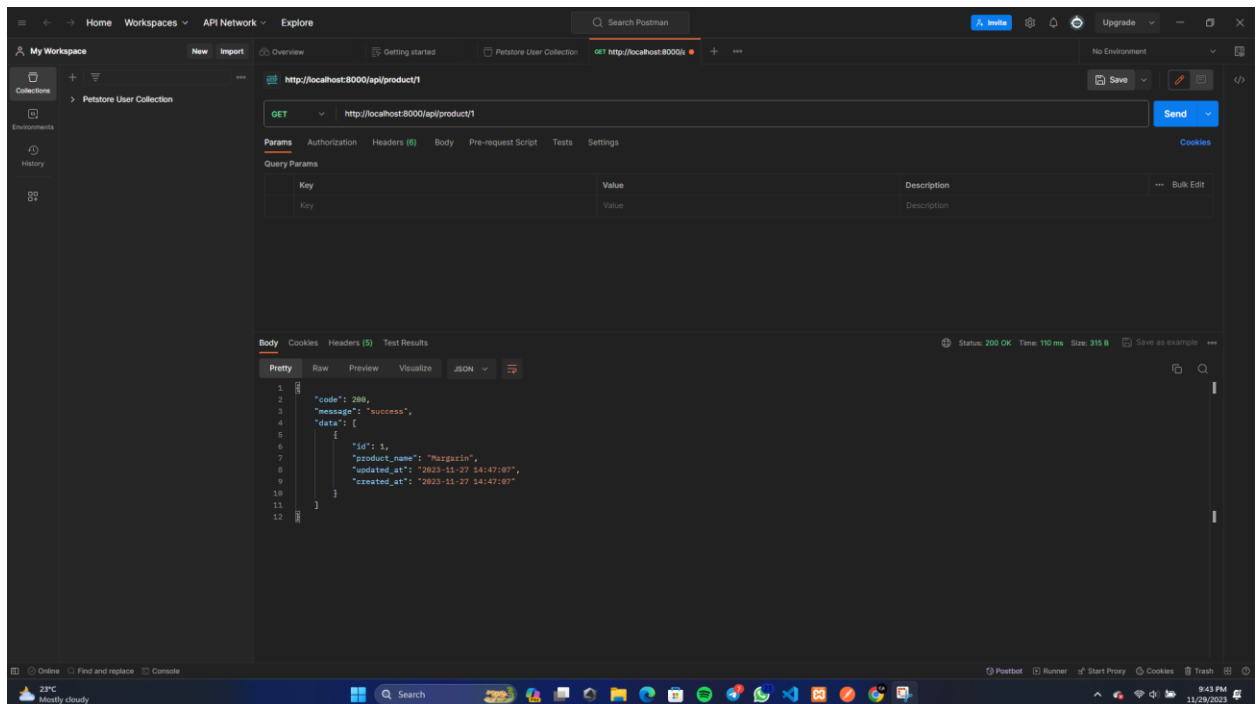 Home Workspaces API Network Explore Search Postman Invite Upgrade
My Workspace New Import Overview Getting started Petstore User Collection GET http://localhost:8000/a No Environment
Collections
Environments
History
Petstore User Collection
http://localhost:8000/api/product/1 Save
GET http://localhost:8000/api/product/1 Send
Params Authorization Headers (6) Body Pre-request Script Tests Settings Cookies
Query Params
Key Value Description Bulk Edit
Key Value Description
Body Cookies Headers (5) Test Results Status: 200 OK Time: 110 ms Size: 315 B Save as example
Pretty Raw Preview Visualize JSON
1 {
2 "code": 200,
3 "message": "success",
4 "data": [
5 {
6 "id": 1,
7 "product_name": "Margarin",
8 "updated_at": "2023-11-27 14:47:07",
9 "created_at": "2023-11-27 14:47:07"
10 }
11 ]
12 }
Online Find and replace Console Postbot Runner Start Proxy Cookies Trash
23°C
Mostly cloudy
Search
9:43 PM
11/29/2023